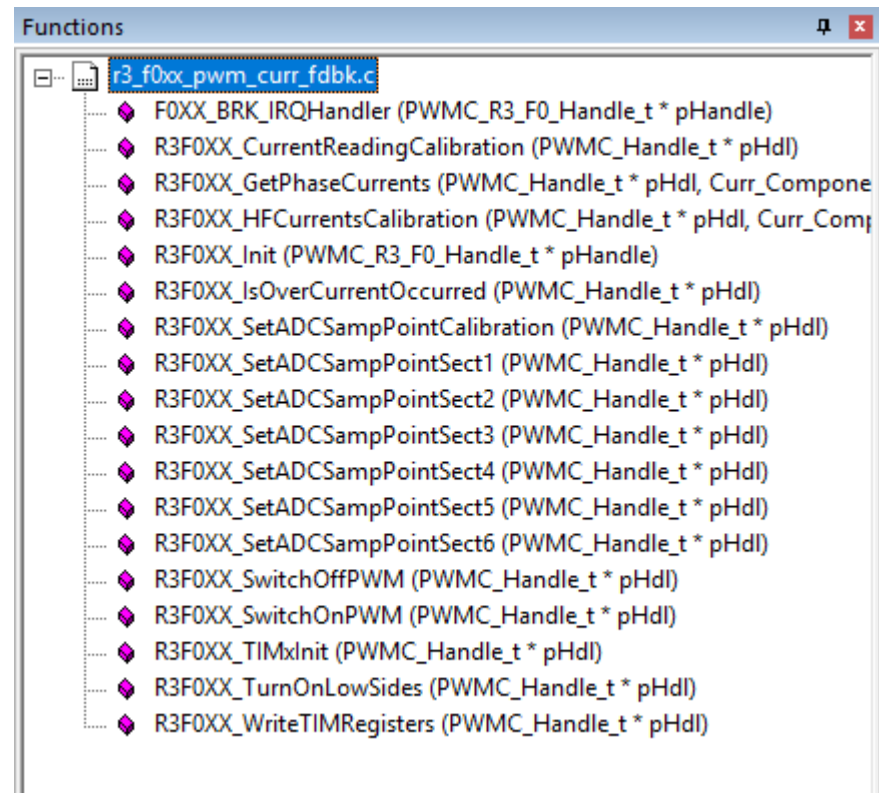 Functions
r3_f0xx_pwm_curr_fdbk.c
F0XX_BRK_IRQHandler (PWMC_R3_F0_Handle_t * pHandle)
R3F0XX_CurrentReadingCalibration (PWMC_Handle_t * pHdl)
R3F0XX_GetPhaseCurrents (PWMC_Handle_t * pHdl, Curr_Compone
R3F0XX_HFCurrentsCalibration (PWMC_Handle_t * pHdl, Curr_Comp
R3F0XX_Init (PWMC_R3_F0_Handle_t * pHandle)
R3F0XX_IsOverCurrentOccurred (PWMC_Handle_t * pHdl)
R3F0XX_SetADCSampPointCalibration (PWMC_Handle_t * pHdl)
R3F0XX_SetADCSampPointSect1 (PWMC_Handle_t * pHdl)
R3F0XX_SetADCSampPointSect2 (PWMC_Handle_t * pHdl)
R3F0XX_SetADCSampPointSect3 (PWMC_Handle_t * pHdl)
R3F0XX_SetADCSampPointSect4 (PWMC_Handle_t * pHdl)
R3F0XX_SetADCSampPointSect5 (PWMC_Handle_t * pHdl)
R3F0XX_SetADCSampPointSect6 (PWMC_Handle_t * pHdl)
R3F0XX_SwitchOffPWM (PWMC_Handle_t * pHdl)
R3F0XX_SwitchOnPWM (PWMC_Handle_t * pHdl)
R3F0XX_TIMxInit (PWMC_Handle_t * pHdl)
R3F0XX_TurnOnLowSides (PWMC_Handle_t * pHdl)
R3F0XX_WriteTIMRegisters (PWMC_Handle_t * pHdl)